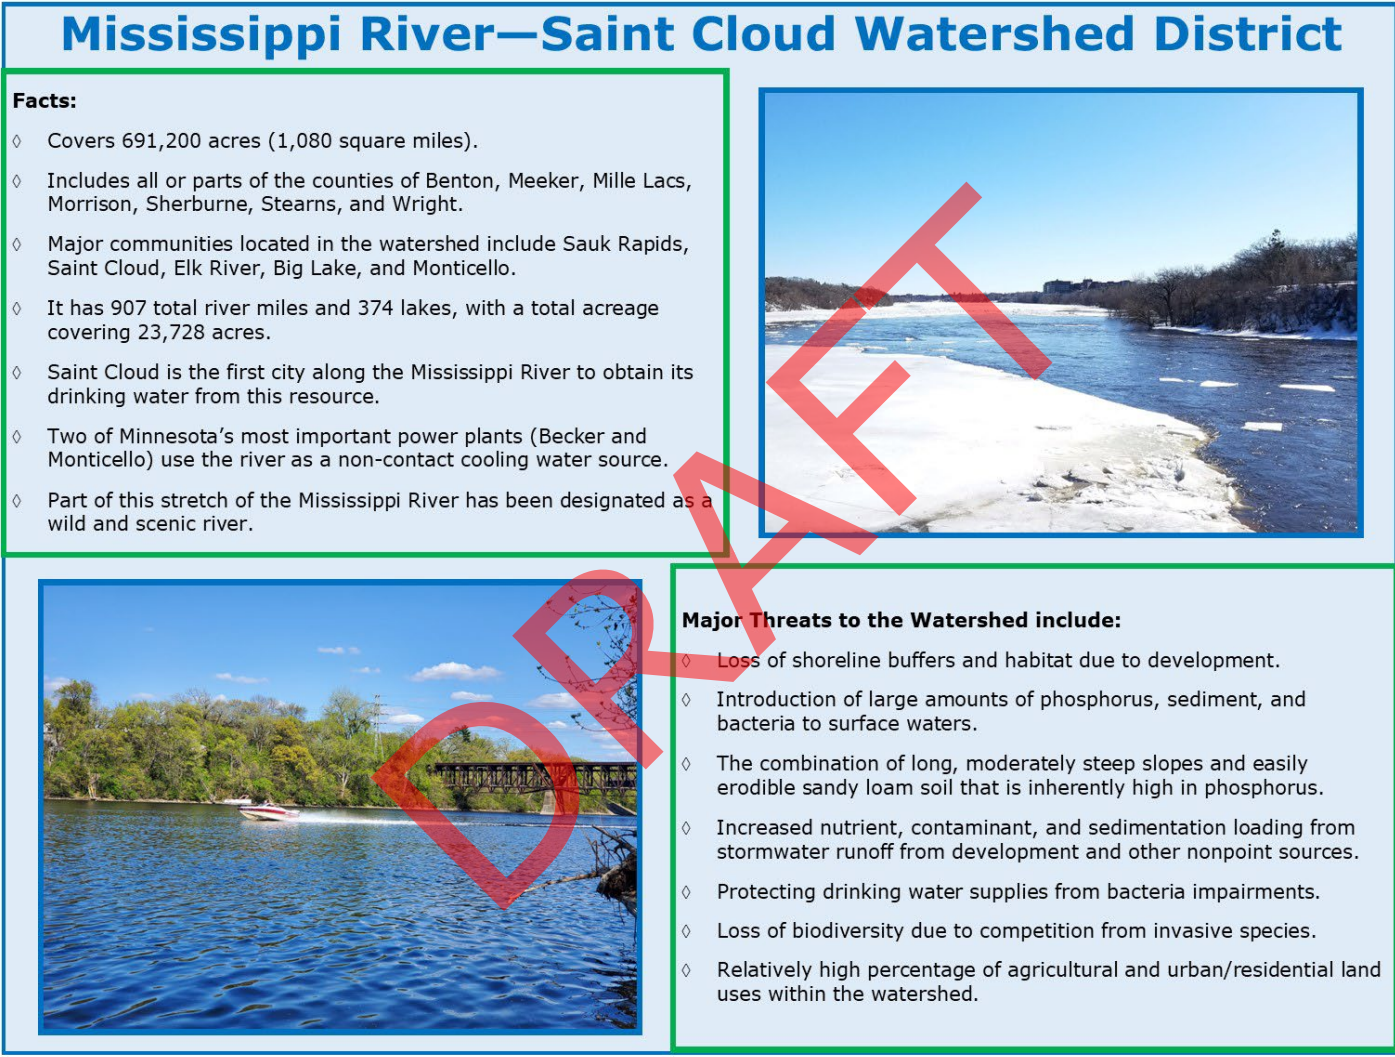 Mississippi River—Saint Cloud Watershed District
Facts:
◊ Covers 691,200 acres (1,080 square miles).
◊ Includes all or parts of the counties of Benton, Meeker, Mille Lacs,
Morrison, Sherburne, Stearns, and Wright.
◊ Major communities located in the watershed include Sauk Rapids,
Saint Cloud, Elk River, Big Lake, and Monticello.
◊ It has 907 total river miles and 374 lakes, with a total acreage
covering 23,728 acres.
◊ Saint Cloud is the first city along the Mississippi River to obtain its
drinking water from this resource.
◊ Two of Minnesota’s most important power plants (Becker and
Monticello) use the river as a non-contact cooling water source.
◊ Part of this stretch of the Mississippi River has been designated as a
wild and scenic river.
DRAFT
Major Threats to the Watershed include:
◊ Loss of shoreline buffers and habitat due to development.
◊ Introduction of large amounts of phosphorus, sediment, and
bacteria to surface waters.
◊ The combination of long, moderately steep slopes and easily
erodible sandy loam soil that is inherently high in phosphorus.
◊ Increased nutrient, contaminant, and sedimentation loading from
stormwater runoff from development and other nonpoint sources.
◊ Protecting drinking water supplies from bacteria impairments.
◊ Loss of biodiversity due to competition from invasive species.
◊ Relatively high percentage of agricultural and urban/residential land
uses within the watershed.